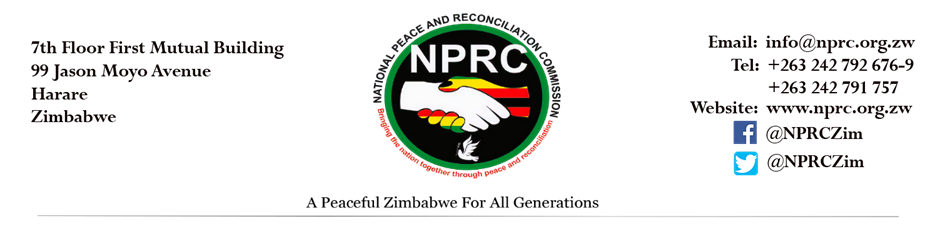 7th Floor First Mutual Building
99 Jason Moyo Avenue
Harare
Zimbabwe
NATIONAL PEACE AND RECONCILIATION COMMISSION
NPRC
Bringing the nation together through peace and reconciliation
Email: info@nprc.org.zw
Tel: +263 242 792 676-9
+263 242 791 757
Website: www.nprc.org.zw
@NPRCZim
@NPRCZim
A Peaceful Zimbabwe For All Generations